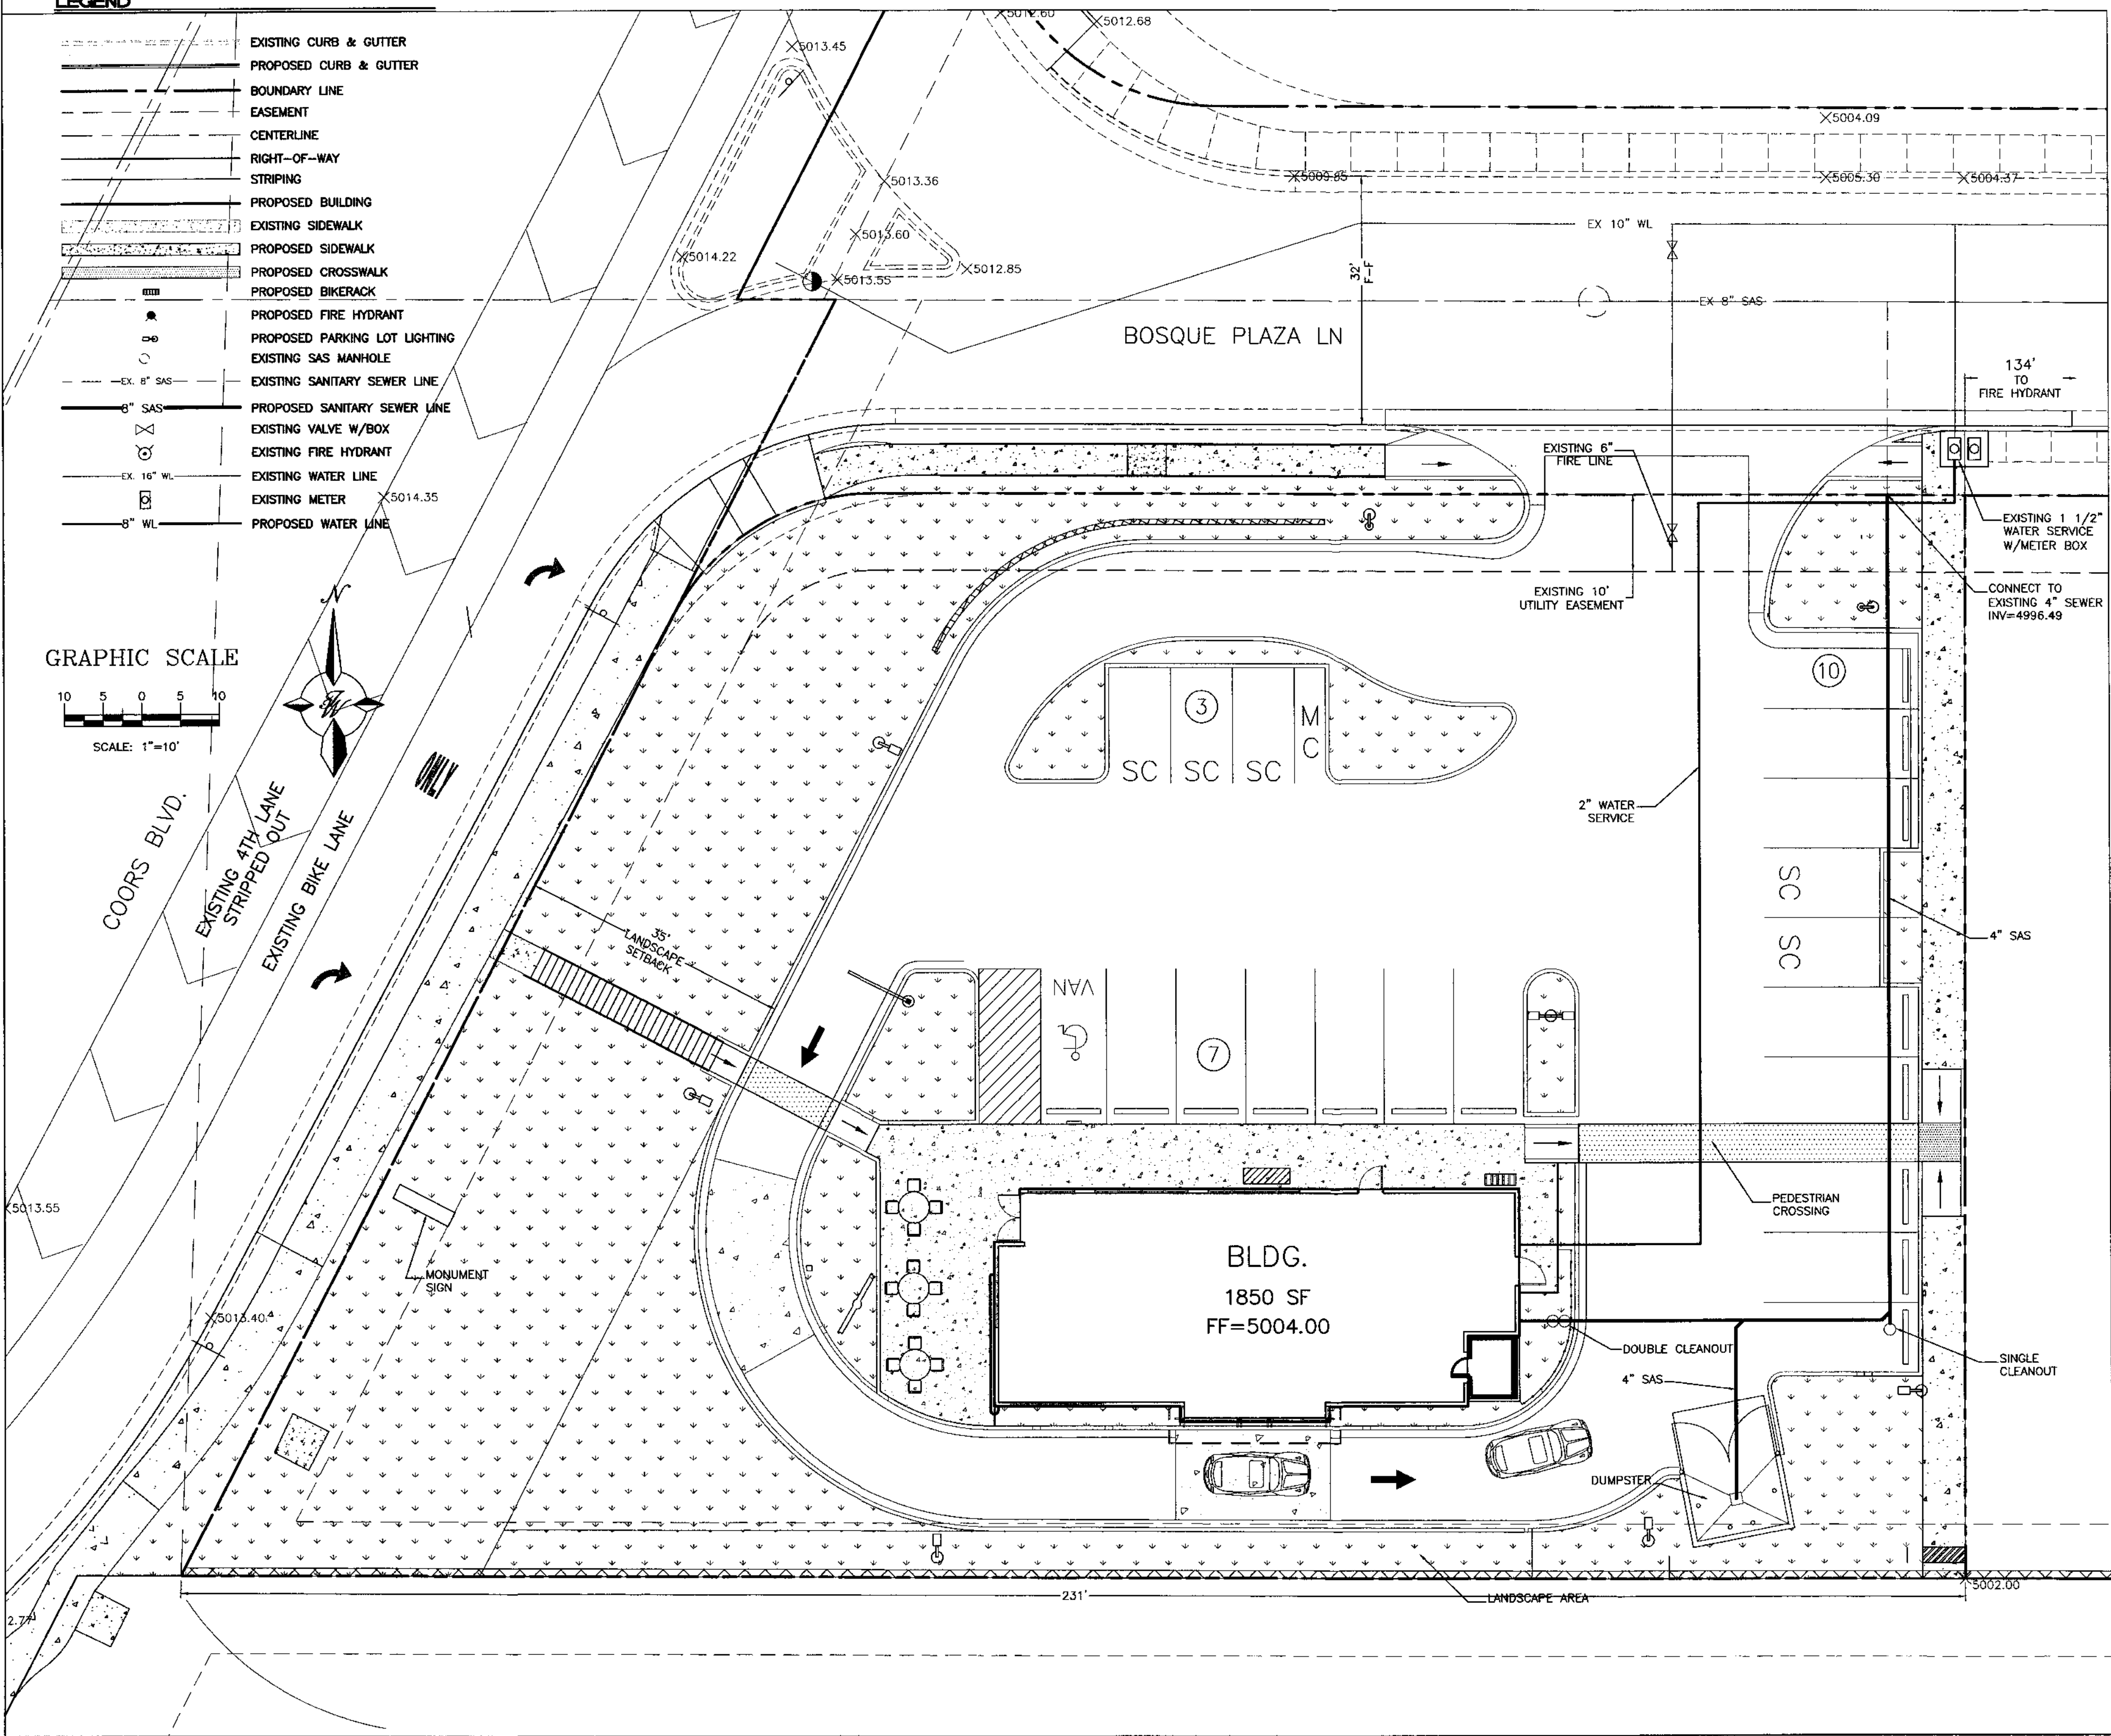 LEGEND
EXISTING CURB & GUTTER
PROPOSED CURB & GUTTER
BOUNDARY LINE
EASEMENT
CENTERLINE
RIGHT-OF-WAY
STRIPING
PROPOSED BUILDING
EXISTING SIDEWALK
PROPOSED SIDEWALK
PROPOSED CROSSWALK
PROPOSED BIKERACK
PROPOSED FIRE HYDRANT
PROPOSED PARKING LOT LIGHTING
EXISTING SAS MANHOLE
EX. 8" SAS
EXISTING SANITARY SEWER LINE
8" SAS
PROPOSED SANITARY SEWER LINE
EXISTING VALVE W/BOX
EXISTING FIRE HYDRANT
EX. 16" WL
EXISTING WATER LINE
EXISTING METER
8" WL
PROPOSED WATER LINE
5014.35
GRAPHIC SCALE
10 5 0 5 10
SCALE: 1"=10'
N
COORS BLVD.
EXISTING 4TH LANE
STRIPPED OUT
EXISTING BIKE LANE
5012.60
5012.68
5013.45
5013.36
5013.60
5014.22
5013.55
5012.85
5004.09
5009.85
5005.30
5004.37
EX 10" WL
32'
F-F
EX 8" SAS
BOSQUE PLAZA LN
134'
TO
FIRE HYDRANT
EXISTING 6"
FIRE LINE
EXISTING 1 1/2"
WATER SERVICE
W/METER BOX
EXISTING 10'
UTILITY EASEMENT
CONNECT TO
EXISTING 4" SEWER
INV=4996.49
10
3
M
C
SC
SC
SC
2" WATER
SERVICE
SC
SC
4" SAS
35'
LANDSCAPE
SETBACK
VAN
7
PEDESTRIAN
CROSSING
5013.55
MONUMENT
SIGN
BLDG.
1850 SF
FF=5004.00
5013.40
DOUBLE CLEANOUT
4" SAS
SINGLE
CLEANOUT
DUMPSTER
231'
LANDSCAPE AREA
5002.00
2.77